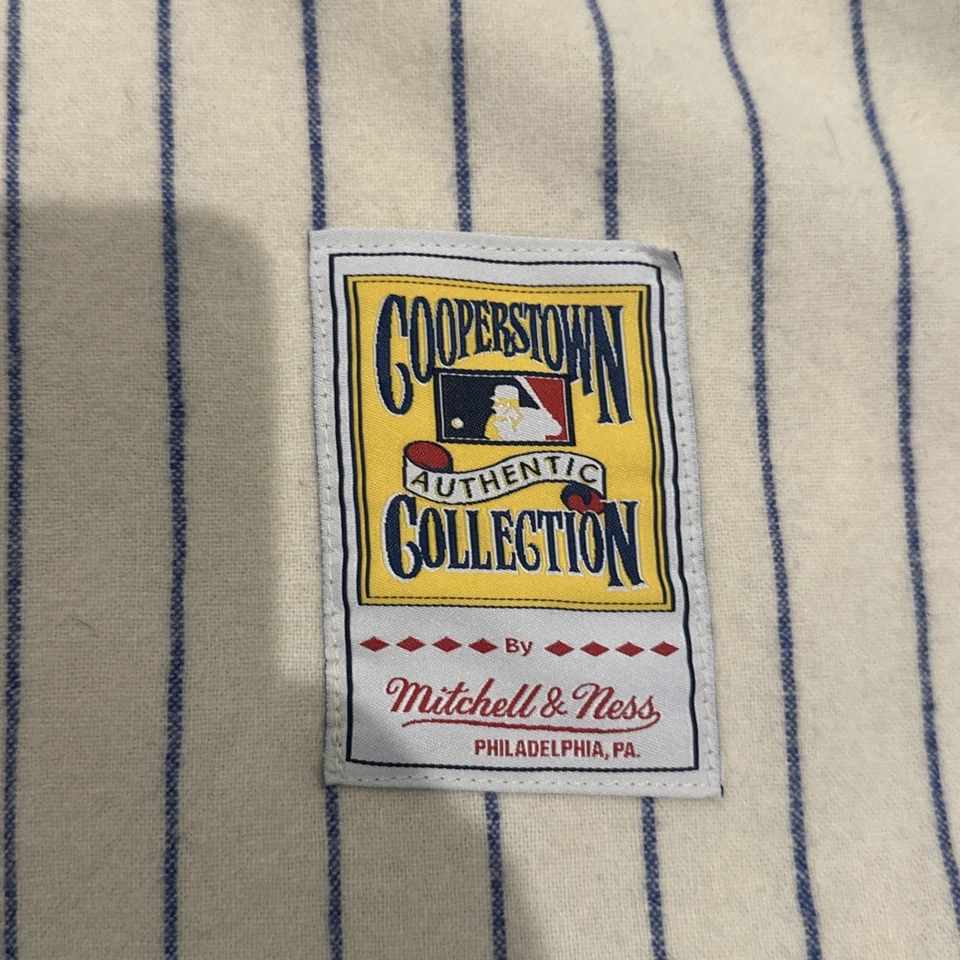 COOPERSTOWN
AUTHENTIC
COLLECTION
By
Mitchell & Ness
PHILADELPHIA, PA.